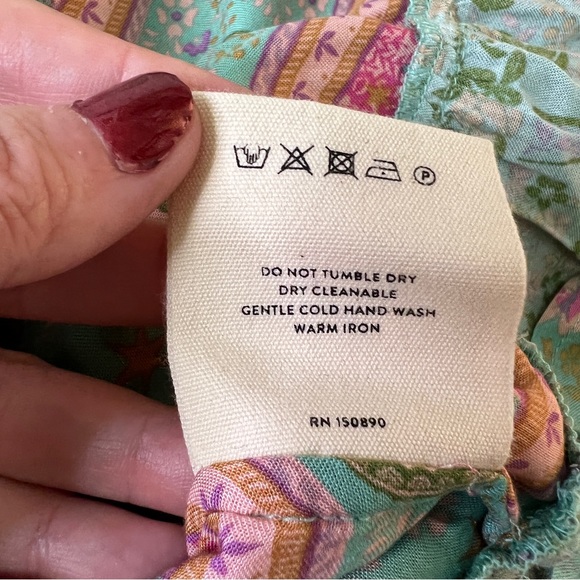 P
DO NOT TUMBLE DRY
DRY CLEANABLE
GENTLE COLD HAND WASH
WARM IRON
RN 150890